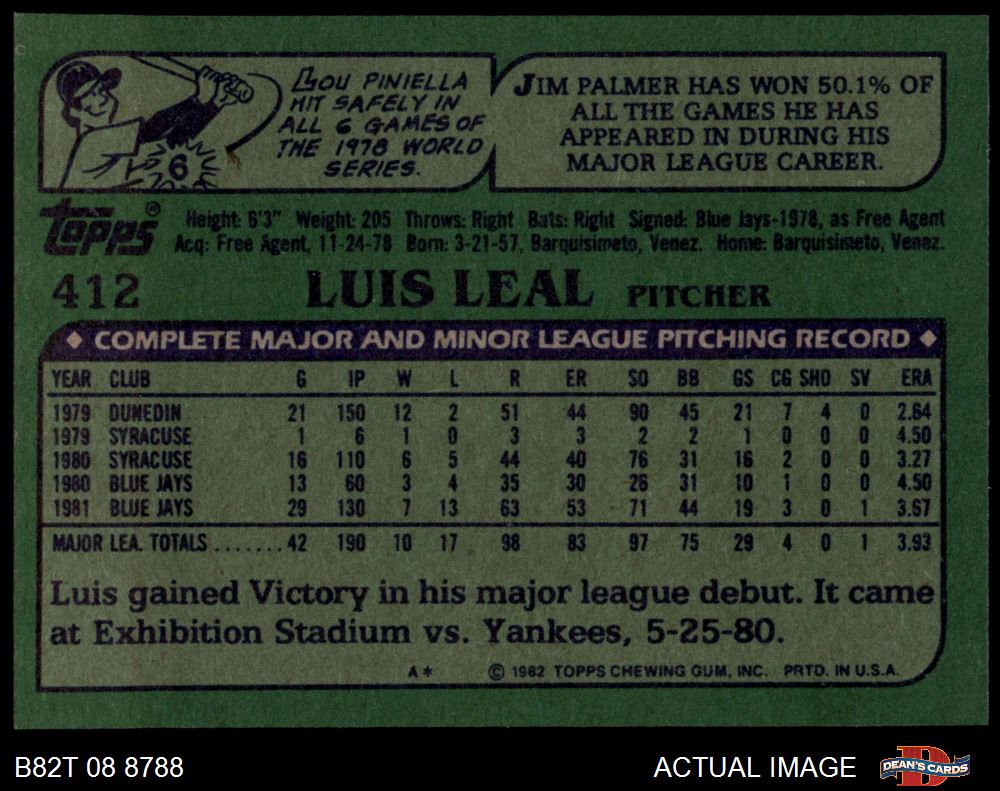 LOU PINIELLA
HIT SAFELY IN
ALL 6 GAMES OF
THE 1978 WORLD
SERIES.
6
JIM PALMER HAS WON 50.1% OF
ALL THE GAMES HE HAS
APPEARED IN DURING HIS
MAJOR LEAGUE CAREER.
Topps®
Height: 6'3" Weight: 205 Throws: Right Bats: Right Signed: Blue Jays-1978, as Free Agent
Acq: Free Agent, 11-24-78 Born: 3-21-57, Barquisimeto, Venez. Home: Barquisimeto, Venez.
412 LUIS LEAL PITCHER
◆ COMPLETE MAJOR AND MINOR LEAGUE PITCHING RECORD ◆
YEAR CLUB G IP W L R ER SO BB GS CG SHO SV ERA
1979 DUNEDIN 21 150 12 2 51 44 90 45 21 7 4 0 2.64
1979 SYRACUSE 1 6 1 0 3 3 2 2 1 0 0 0 4.50
1980 SYRACUSE 16 110 6 5 44 40 76 31 16 2 0 0 3.27
1980 BLUE JAYS 13 60 3 4 35 30 26 31 10 1 0 0 4.50
1981 BLUE JAYS 29 130 7 13 63 53 71 44 19 3 0 1 3.67
MAJOR LEA. TOTALS ....... 42 190 10 17 98 83 97 75 29 4 0 1 3.93
Luis gained Victory in his major league debut. It came
at Exhibition Stadium vs. Yankees, 5-25-80.
A* © 1982 TOPPS CHEWING GUM, INC. PRTD. IN U.S.A.
B82T 08 8788 ACTUAL IMAGE DEAN'S CARDS